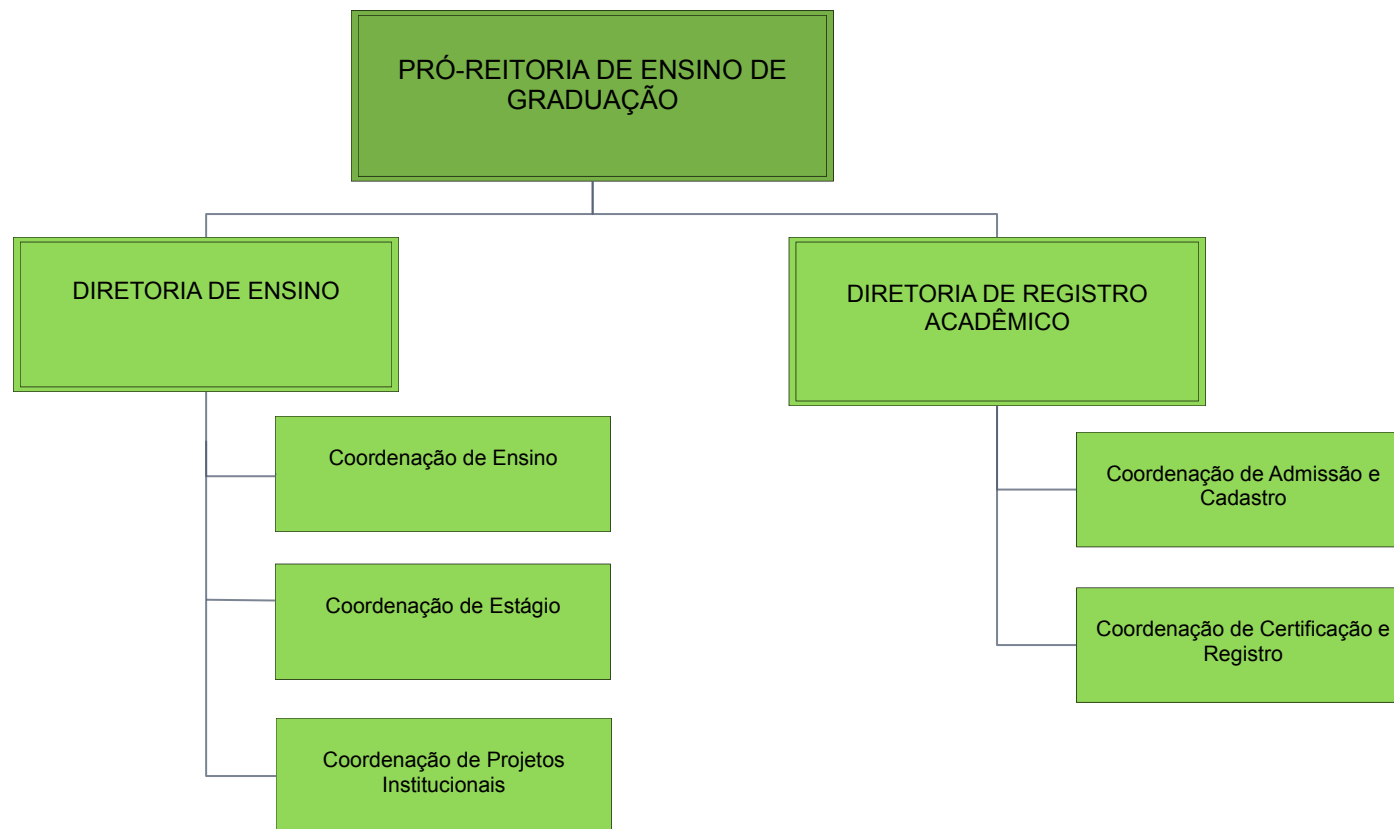 PRÓ-REITORIA DE ENSINO DE
GRADUAÇÃO
DIRETORIA DE ENSINO
DIRETORIA DE REGISTRO
ACADÊMICO
Coordenação de Ensino
Coordenação de Admissão e
Cadastro
Coordenação de Estágio
Coordenação de Certificação e
Registro
Coordenação de Projetos
Institucionais